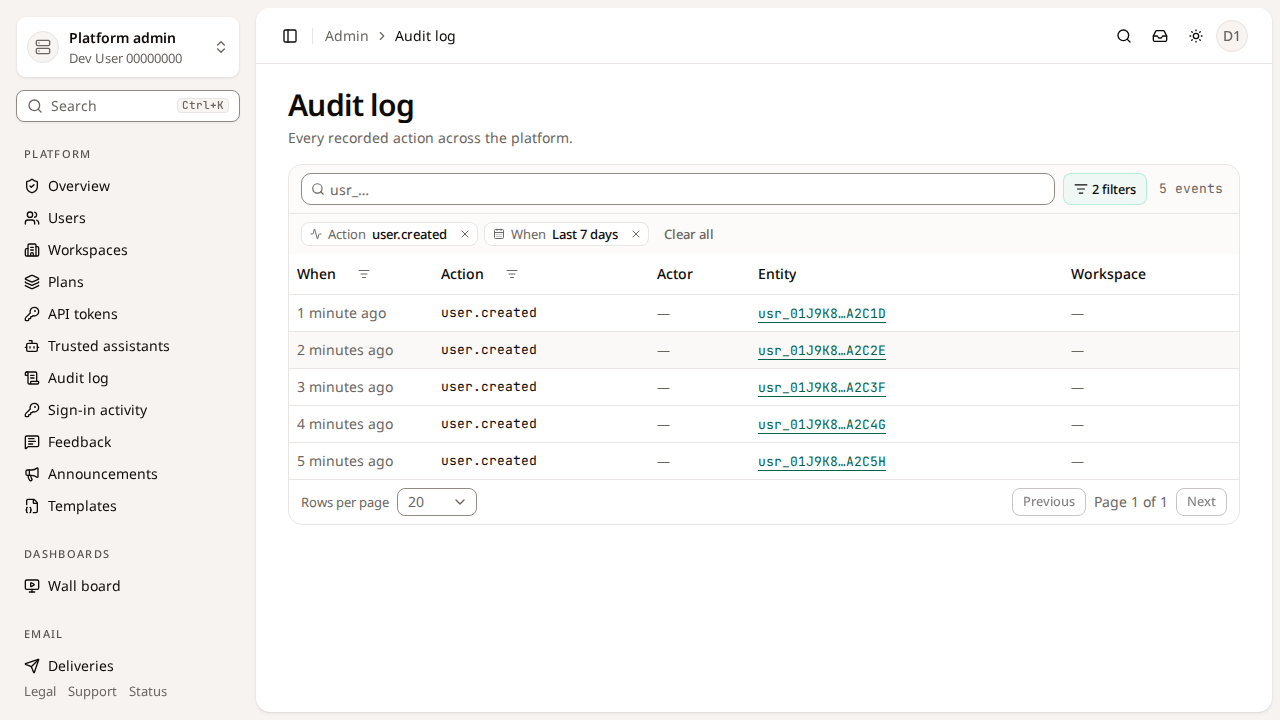 Platform admin
Dev User 00000000
Search Ctrl+K
PLATFORM
Overview
Users
Workspaces
Plans
API tokens
Trusted assistants
Audit log
Sign-in activity
Feedback
Announcements
Templates
DASHBOARDS
Wall board
EMAIL
Deliveries
Legal Support Status
Admin Audit log D1
Audit log
Every recorded action across the platform.
usr_… 2 filters 5 events
Action user.created When Last 7 days Clear all
When Action Actor Entity Workspace
1 minute ago user.created — usr_01J9K8…A2C1D —
2 minutes ago user.created — usr_01J9K8…A2C2E —
3 minutes ago user.created — usr_01J9K8…A2C3F —
4 minutes ago user.created — usr_01J9K8…A2C4G —
5 minutes ago user.created — usr_01J9K8…A2C5H —
Rows per page 20 Previous Page 1 of 1 Next